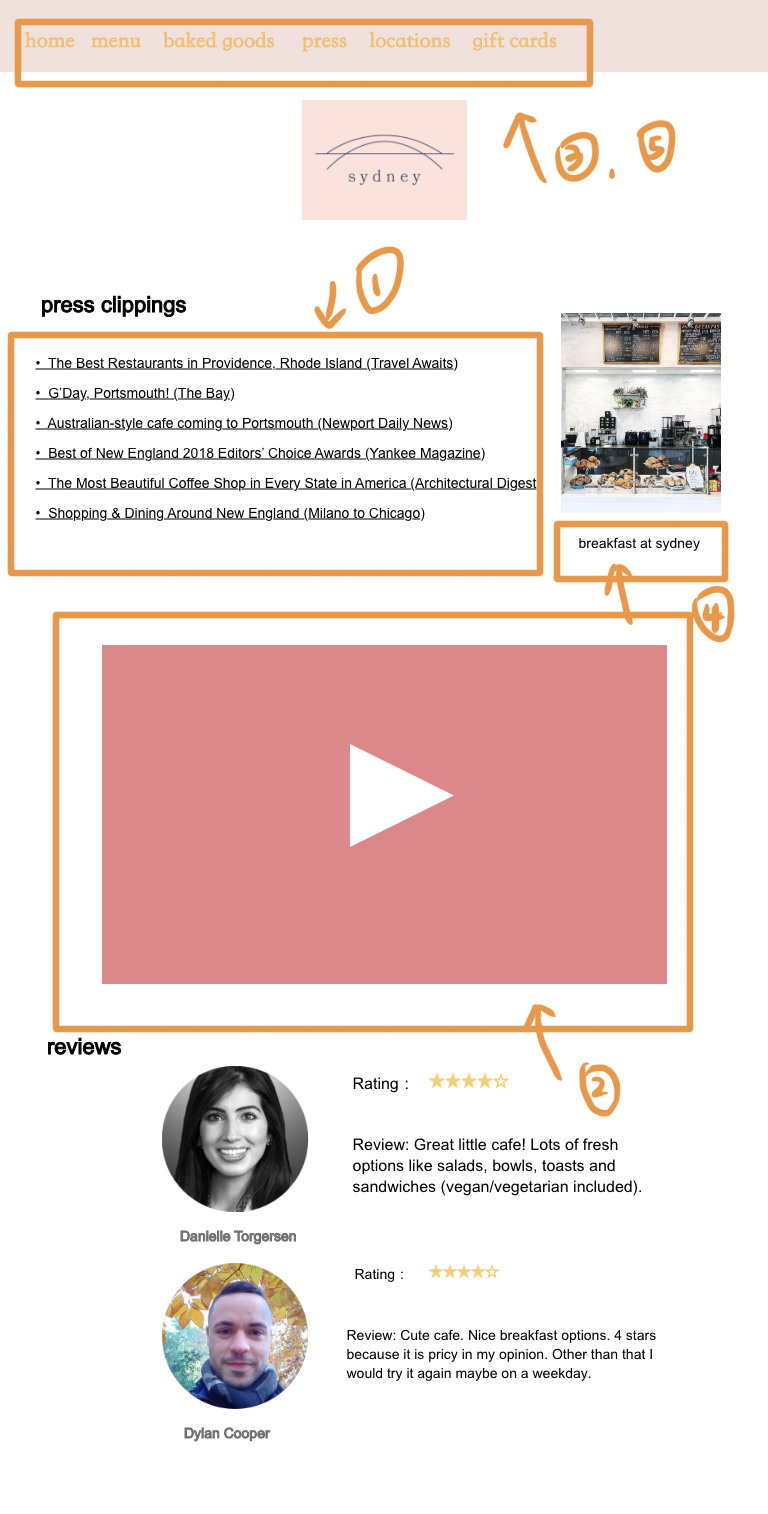 home menu baked goods press locations gift cards
sydney
3. 5
1
press clippings
• The Best Restaurants in Providence, Rhode Island (Travel Awaits)
• G'Day, Portsmouth! (The Bay)
• Australian-style cafe coming to Portsmouth (Newport Daily News)
• Best of New England 2018 Editors’ Choice Awards (Yankee Magazine)
• The Most Beautiful Coffee Shop in Every State in America (Architectural Digest
• Shopping & Dining Around New England (Milano to Chicago)
breakfast at sydney
4
2
reviews
Rating : ★★★★☆
Review: Great little cafe! Lots of fresh
options like salads, bowls, toasts and
sandwiches (vegan/vegetarian included).
Danielle Torgersen
Rating : ★★★★☆
Review: Cute cafe. Nice breakfast options. 4 stars
because it is pricy in my opinion. Other than that I
would try it again maybe on a weekday.
Dylan Cooper